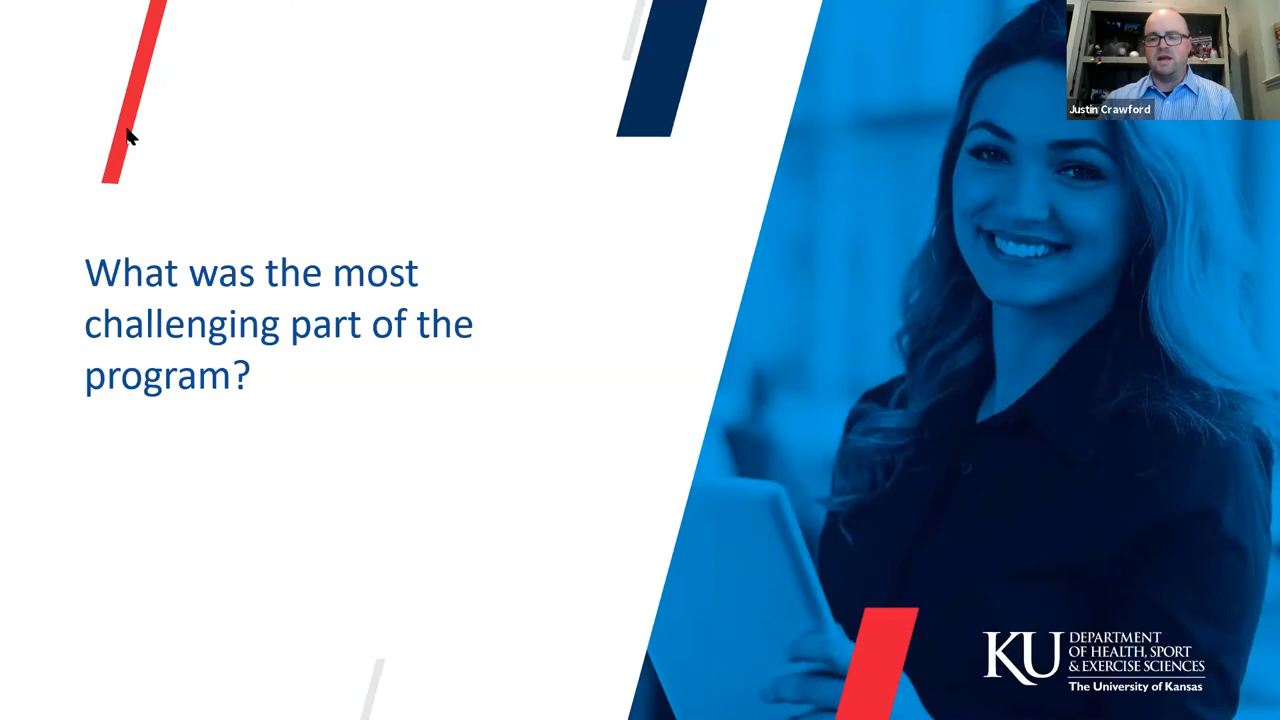 Justin Crawford
What was the most
challenging part of the
program?
KU
DEPARTMENT
OF HEALTH, SPORT
& EXERCISE SCIENCES
The University of Kansas